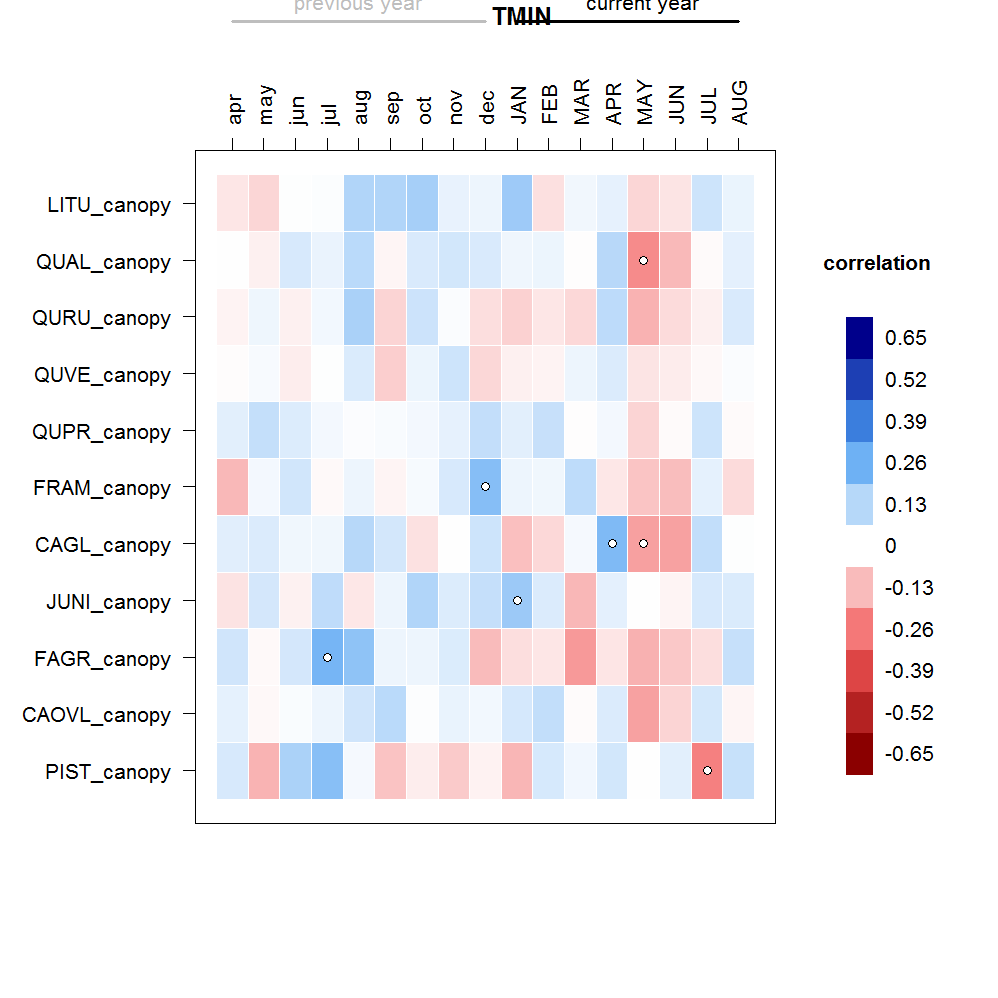 previous year
current year
TMIN
apr
may
jun
jul
aug
sep
oct
nov
dec
JAN
FEB
MAR
APR
MAY
JUN
JUL
AUG
LITU_canopy
QUAL_canopy
QURU_canopy
QUVE_canopy
QUPR_canopy
FRAM_canopy
CAGL_canopy
JUNI_canopy
FAGR_canopy
CAOVL_canopy
PIST_canopy
correlation
0.65
0.52
0.39
0.26
0.13
0
-0.13
-0.26
-0.39
-0.52
-0.65